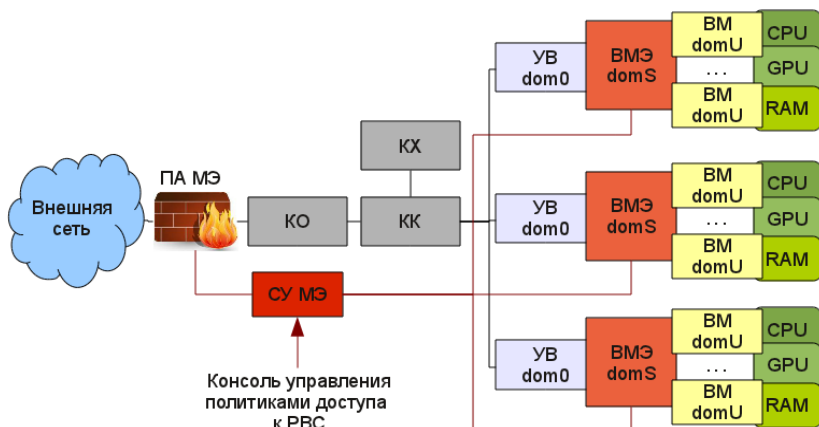 Внешняя
сеть
ПА МЭ
КО
КХ
КК
СУ МЭ
Консоль управления
политиками доступа
к РВС
УВ
dom0
ВМЭ
domS
ВМ
domU
...
ВМ
domU
CPU
GPU
RAM
УВ
dom0
ВМЭ
domS
ВМ
domU
...
ВМ
domU
CPU
GPU
RAM
УВ
dom0
ВМЭ
domS
ВМ
domU
...
ВМ
domU
CPU
GPU
RAM